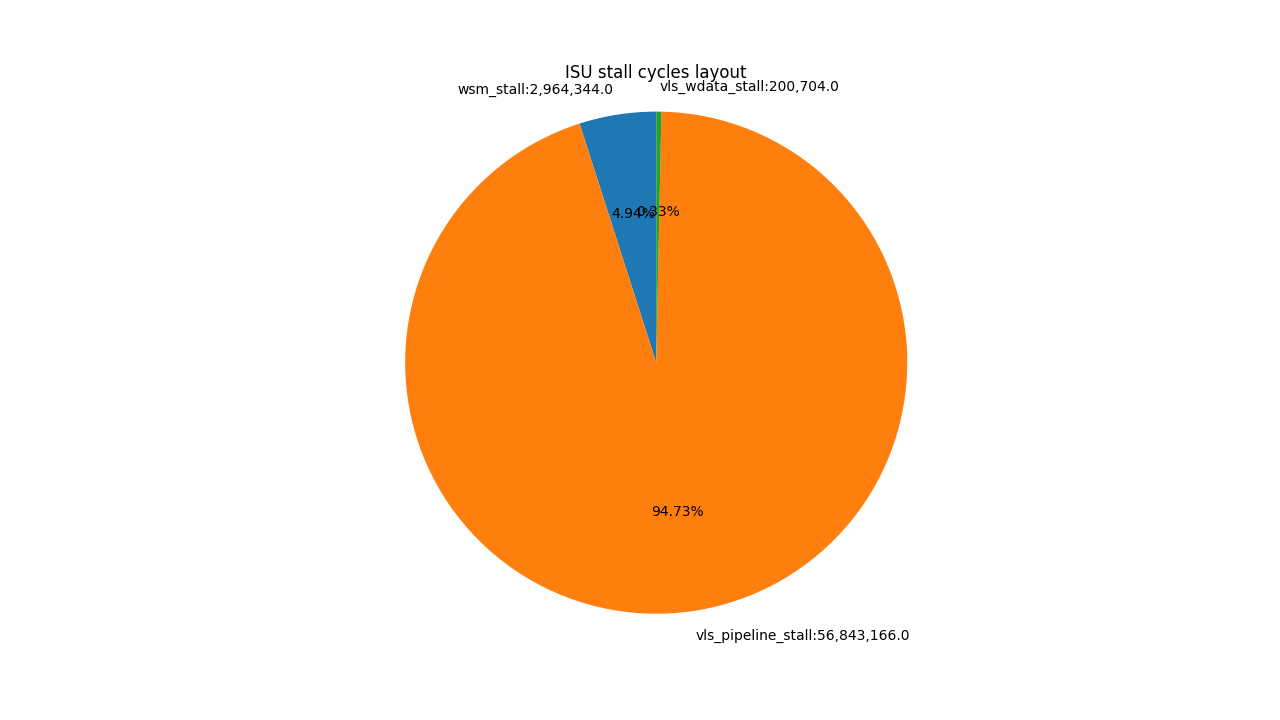 ISU stall cycles layout
wsm_stall:2,964,344.0
vls_wdata_stall:200,704.0
4.94%
0.33%
94.73%
vls_pipeline_stall:56,843,166.0